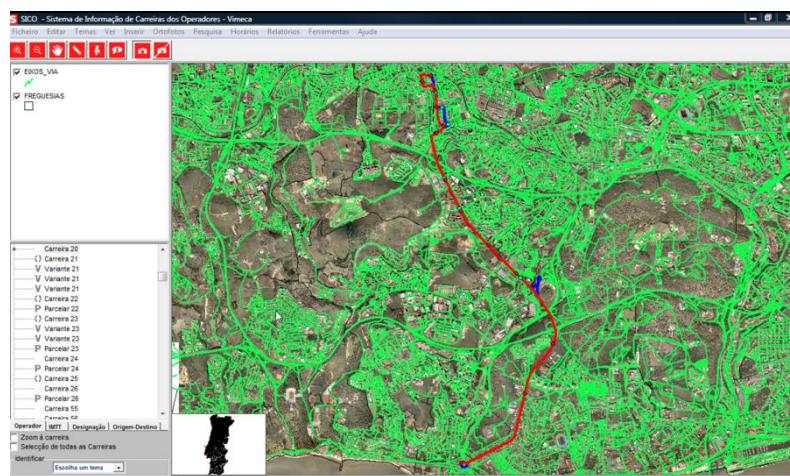 SICO - Sistema de Informação de Carreiras dos Operadores - Vimeca
Ficheiro Editar Temas Ver Inserir Ortofotos Pesquisa Horários Relatórios Ferramentas Ajuda
EIXOS_VIA
FREGUESIAS
Carreira 20
() Carreira 21
V Variante 21
V Variante 21
V Variante 21
() Carreira 22
P Parcelar 22
() Carreira 23
V Variante 23
V Variante 23
P Parcelar 23
Carreira 24
P Parcelar 24
() Carreira 25
Carreira 26
P Parcelar 26
Carreira 55
Carreira 56
Operador IMTT Designação Origem-Destino
Zoom à carreira
Selecção de todas as Carreiras
Identificar
Escolha um tema